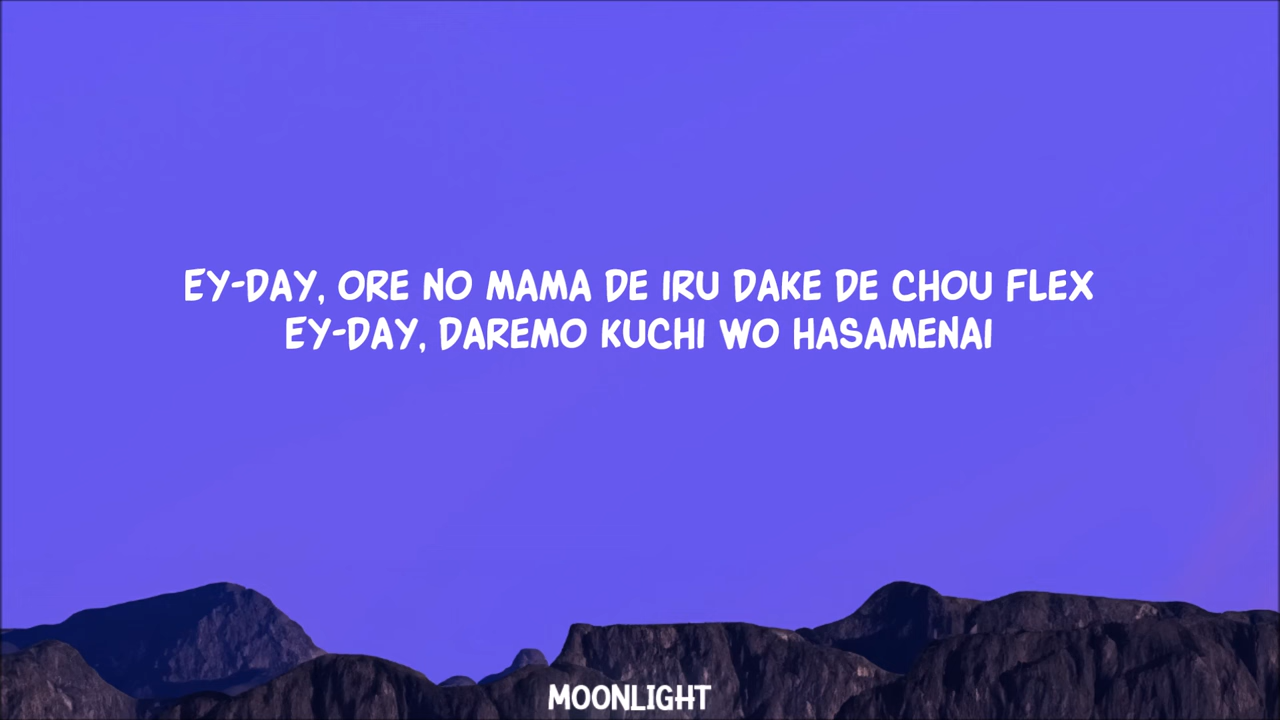 EY-DAY, ORE NO MAMA DE IRU DAKE DE CHOU FLEX
EY-DAY, DAREMO KUCHI WO HASAMENAI
MOONLIGHT